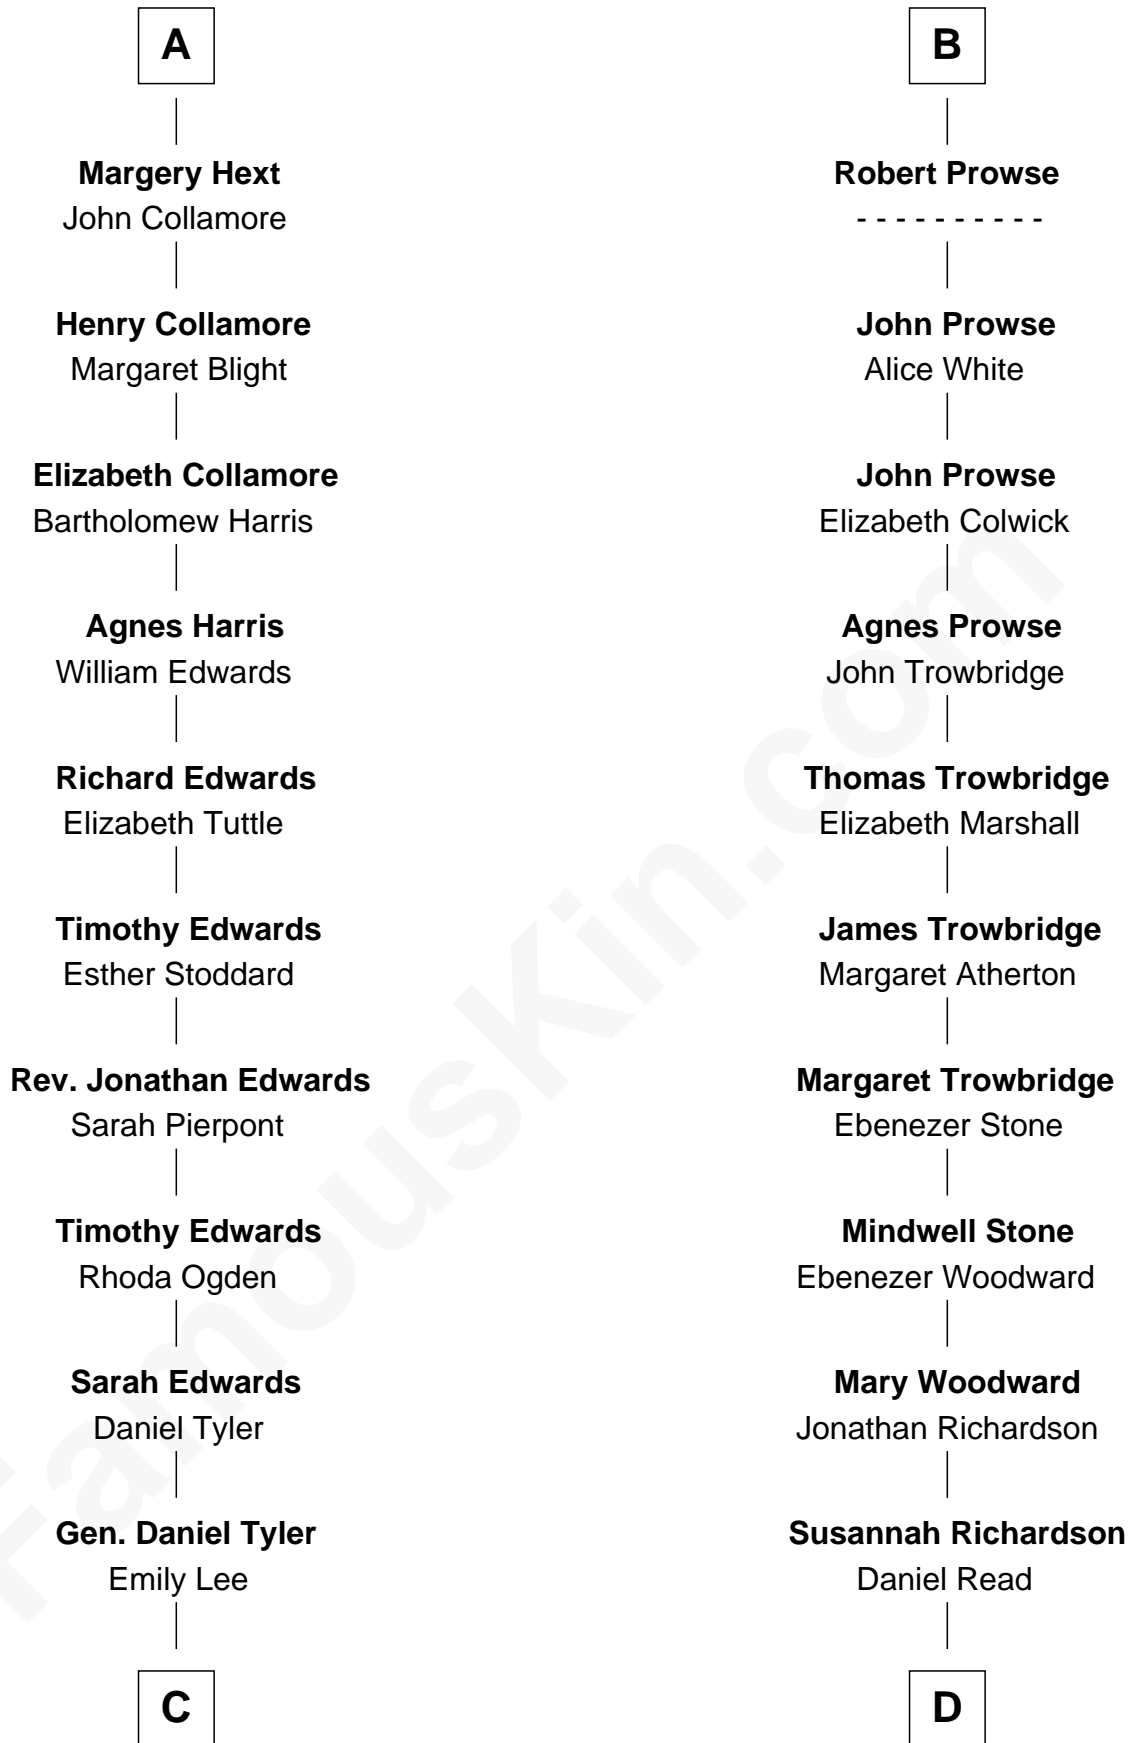 A
Margery Hext
John Collamore
Henry Collamore
Margaret Blight
Elizabeth Collamore
Bartholomew Harris
Agnes Harris
William Edwards
Richard Edwards
Elizabeth Tuttle
Timothy Edwards
Esther Stoddard
Rev. Jonathan Edwards
Sarah Pierpont
Timothy Edwards
Rhoda Ogden
Sarah Edwards
Daniel Tyler
Gen. Daniel Tyler
Emily Lee
C
B
Robert Prowse
- - - - - - - - - -
John Prowse
Alice White
John Prowse
Elizabeth Colwick
Agnes Prowse
John Trowbridge
Thomas Trowbridge
Elizabeth Marshall
James Trowbridge
Margaret Atherton
Margaret Trowbridge
Ebenezer Stone
Mindwell Stone
Ebenezer Woodward
Mary Woodward
Jonathan Richardson
Susannah Richardson
Daniel Read
D
FamousKin.com